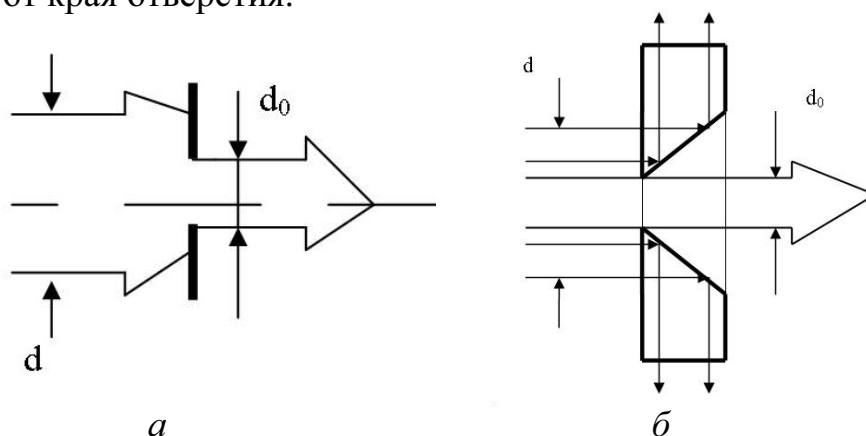 от края отверстия.
d
d₀
d
d₀
а
б